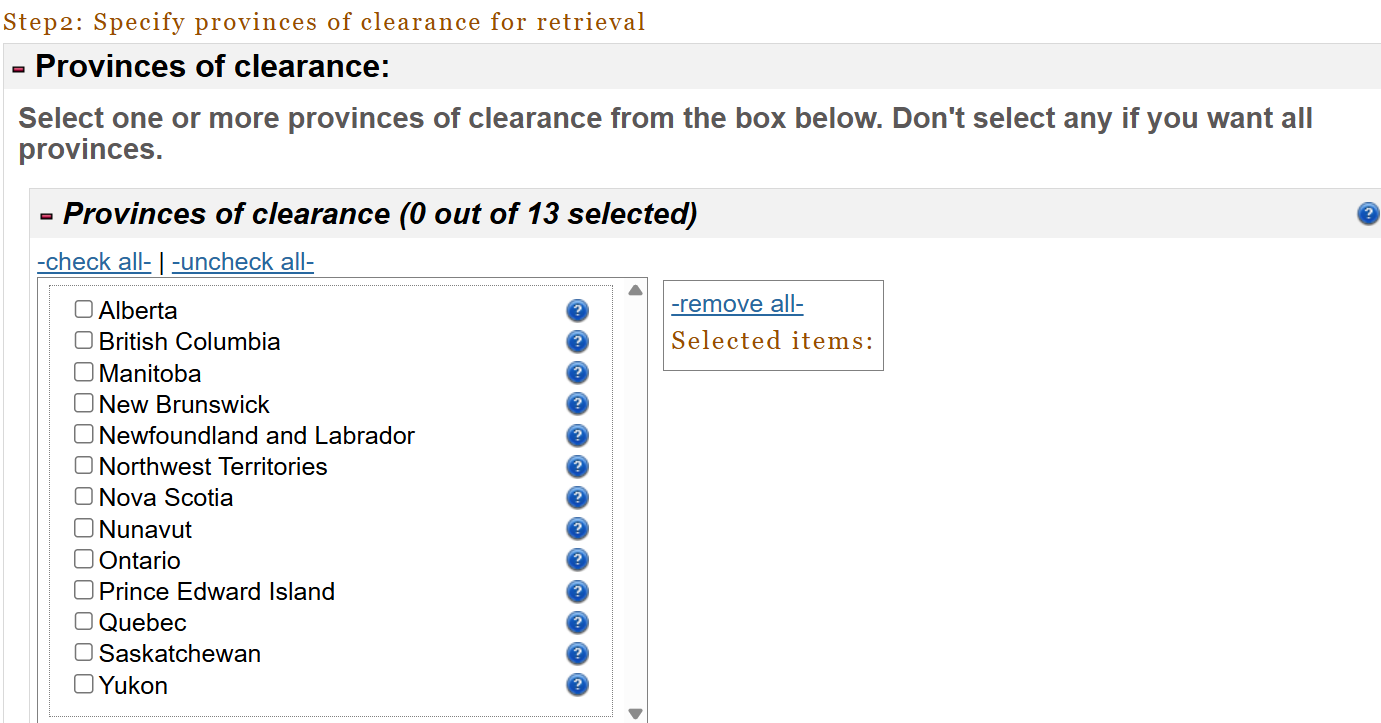 Step2: Specify provinces of clearance for retrieval
Provinces of clearance:
Select one or more provinces of clearance from the box below. Don't select any if you want all
provinces.
Provinces of clearance (0 out of 13 selected)
-check all- | -uncheck all-
Alberta
British Columbia
Manitoba
New Brunswick
Newfoundland and Labrador
Northwest Territories
Nova Scotia
Nunavut
Ontario
Prince Edward Island
Quebec
Saskatchewan
Yukon
-remove all-
Selected items: